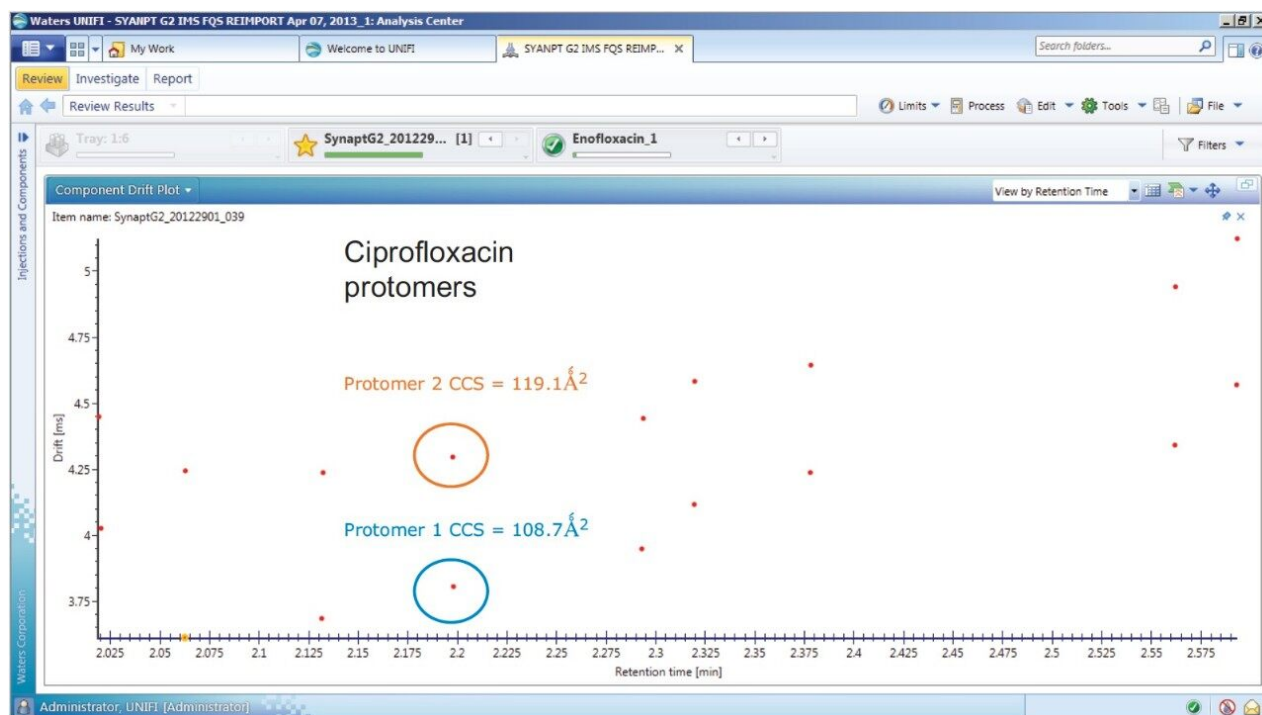 Waters UNIFI - SYANPT G2 IMS FQS REIMPORT Apr 07, 2013_1: Analysis Center
My Work
Welcome to UNIFI
SYANPT G2 IMS FQS REIMP...
Search folders...
Review Investigate Report
Review Results
Limits Process Edit Tools File
Injections and Components
Tray: 1:6
SynaptG2_201229... [1]
Enofloxacin_1
Filters
Component Drift Plot
View by Retention Time
Item name: SynaptG2_20122901_039
Ciprofloxacin
protomers
Protomer 2 CCS = 119.1Å2
Protomer 1 CCS = 108.7Å2
Drift [ms]
5
4.75
4.5
4.25
4
3.75
2.025 2.05 2.075 2.1 2.125 2.15 2.175 2.2 2.225 2.25 2.275 2.3 2.325 2.35 2.375 2.4 2.425 2.45 2.475 2.5 2.525 2.55 2.575
Retention time [min]
Waters Corporation
Administrator, UNIFI [Administrator]